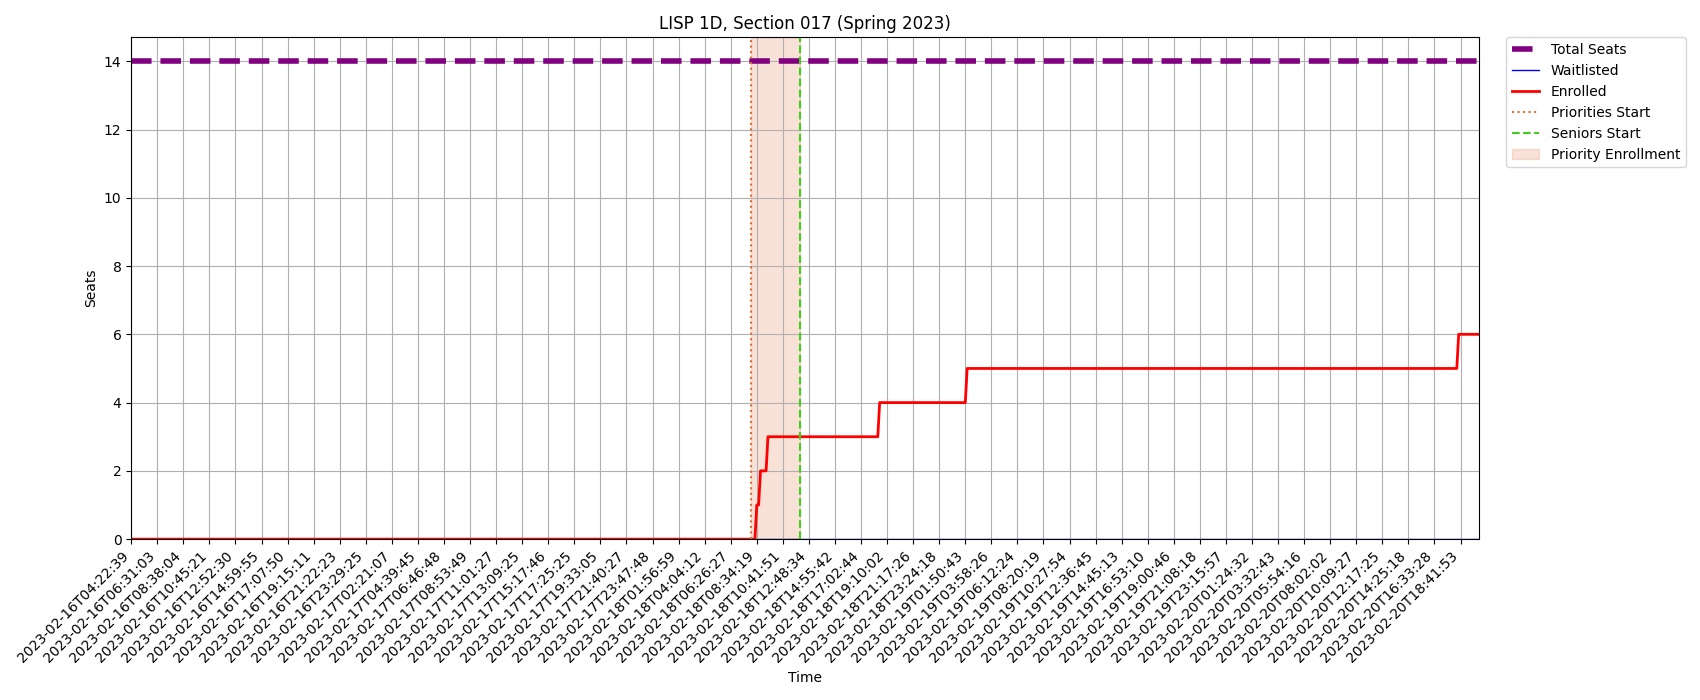 LISP 1D, Section 017 (Spring 2023)
Total Seats
Waitlisted
Enrolled
Priorities Start
Seniors Start
Priority Enrollment
Seats
14
12
10
8
6
4
2
0
2023-02-16T04:22:39
2023-02-16T06:31:03
2023-02-16T08:38:04
2023-02-16T10:45:21
2023-02-16T12:52:30
2023-02-16T14:59:55
2023-02-16T17:07:50
2023-02-16T19:15:11
2023-02-16T21:22:23
2023-02-16T23:29:25
2023-02-17T02:21:07
2023-02-17T04:39:45
2023-02-17T06:46:48
2023-02-17T08:53:49
2023-02-17T11:01:27
2023-02-17T13:09:25
2023-02-17T15:17:46
2023-02-17T17:25:25
2023-02-17T19:33:05
2023-02-17T21:40:27
2023-02-17T23:47:48
2023-02-18T01:56:59
2023-02-18T04:04:12
2023-02-18T06:26:27
2023-02-18T08:34:19
2023-02-18T10:41:51
2023-02-18T12:48:34
2023-02-18T14:55:42
2023-02-18T17:02:44
2023-02-18T19:10:02
2023-02-18T21:17:26
2023-02-18T23:24:18
2023-02-19T01:50:43
2023-02-19T03:58:26
2023-02-19T06:12:24
2023-02-19T08:20:19
2023-02-19T10:27:54
2023-02-19T12:36:45
2023-02-19T14:45:13
2023-02-19T16:53:10
2023-02-19T19:00:46
2023-02-19T21:08:18
2023-02-19T23:15:57
2023-02-20T01:24:32
2023-02-20T03:32:43
2023-02-20T05:54:16
2023-02-20T08:02:02
2023-02-20T10:09:27
2023-02-20T12:17:25
2023-02-20T14:25:18
2023-02-20T16:33:28
2023-02-20T18:41:53
Time